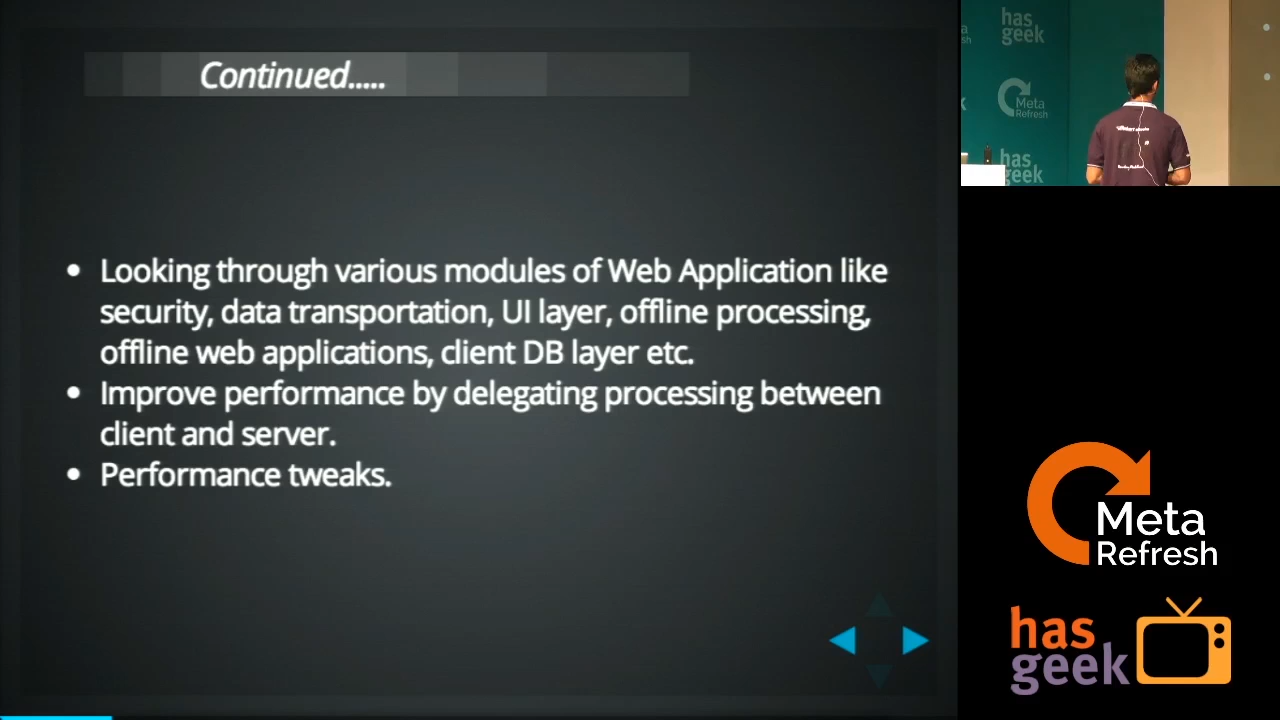 Continued.....
Looking through various modules of Web Application like
security, data transportation, UI layer, offline processing,
offline web applications, client DB layer etc.
Improve performance by delegating processing between
client and server.
Performance tweaks.
has
geek
Meta
Refresh
has
geek
Meta
Refresh
has
geek